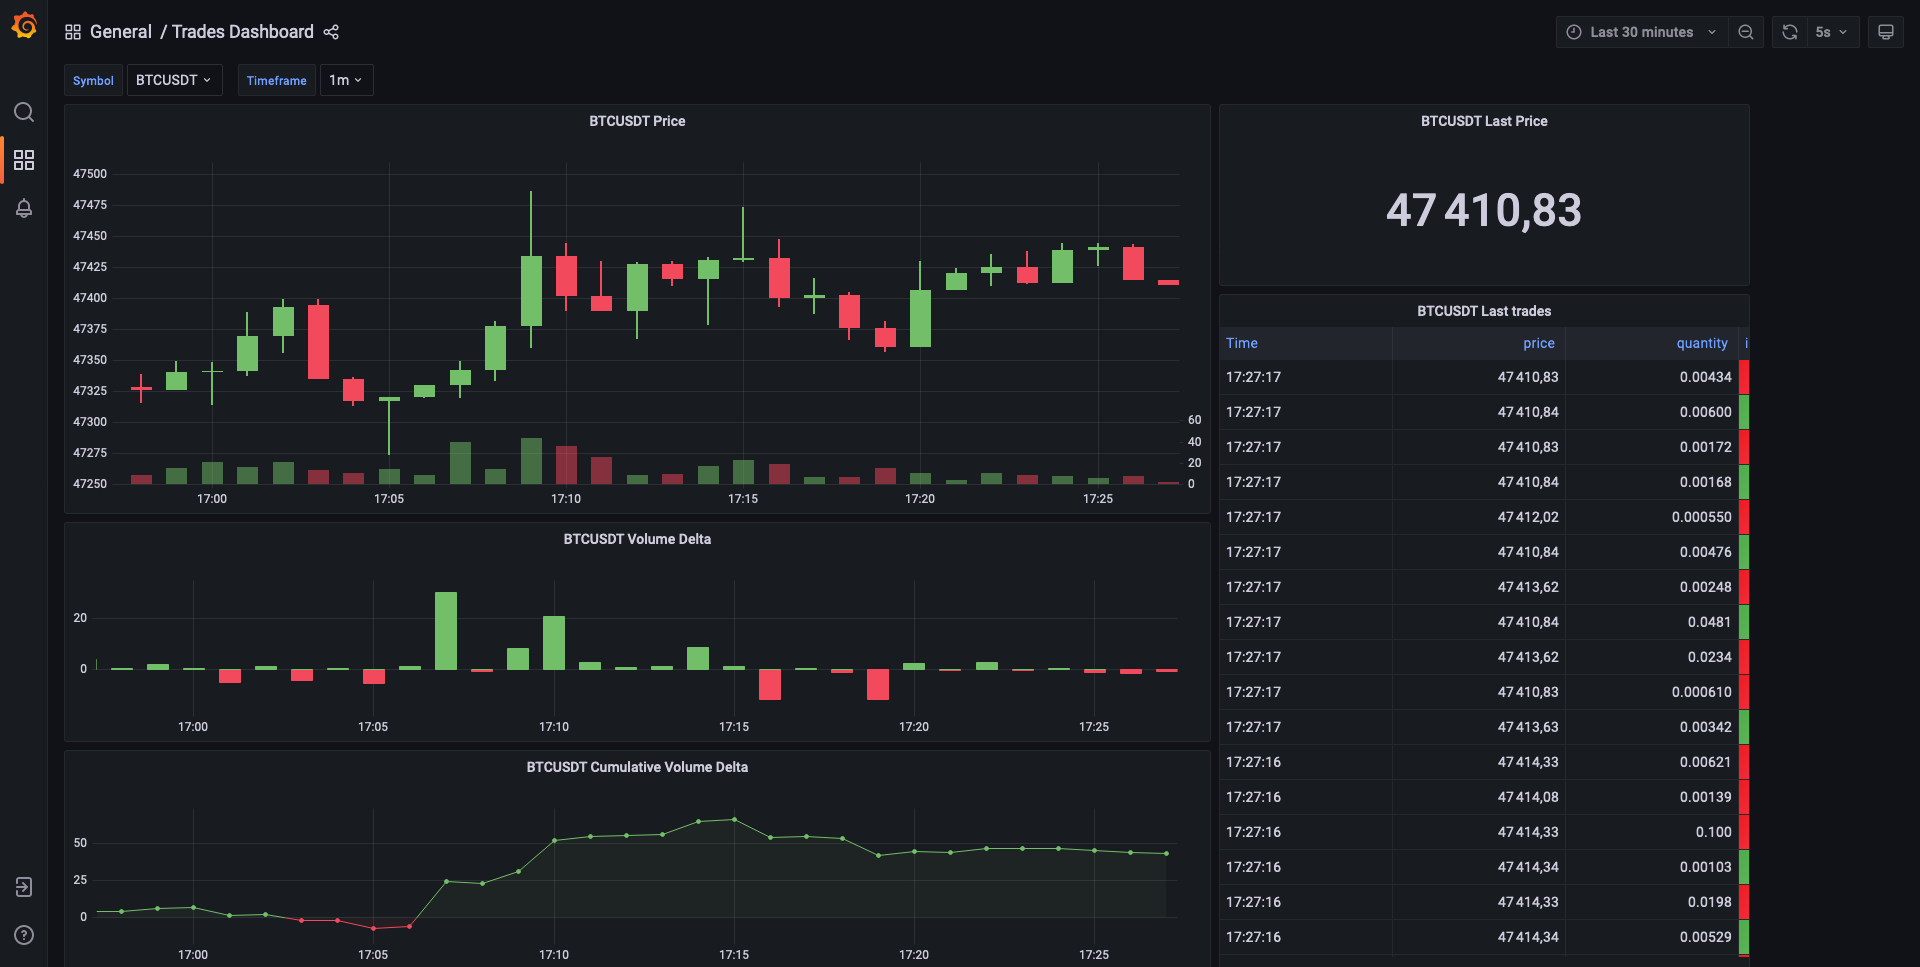 General / Trades Dashboard
Last 30 minutes
5s
Symbol BTCUSDT Timeframe 1m
BTCUSDT Price
47500
47475
47450
47425
47400
47375
47350
47325
47300
47275
47250
60
40
20
0
17:00 17:05 17:10 17:15 17:20 17:25
BTCUSDT Volume Delta
20
0
17:00 17:05 17:10 17:15 17:20 17:25
BTCUSDT Cumulative Volume Delta
50
25
0
17:00 17:05 17:10 17:15 17:20 17:25
BTCUSDT Last Price
47 410,83
BTCUSDT Last trades
Time price quantity i
17:27:17 47 410,83 0.00434
17:27:17 47 410,84 0.00600
17:27:17 47 410,83 0.00172
17:27:17 47 410,84 0.00168
17:27:17 47 412,02 0.000550
17:27:17 47 410,84 0.00476
17:27:17 47 413,62 0.00248
17:27:17 47 410,84 0.0481
17:27:17 47 413,62 0.0234
17:27:17 47 410,83 0.000610
17:27:17 47 413,63 0.00342
17:27:16 47 414,33 0.00621
17:27:16 47 414,08 0.00139
17:27:16 47 414,33 0.100
17:27:16 47 414,34 0.00103
17:27:16 47 414,33 0.0198
17:27:16 47 414,34 0.00529